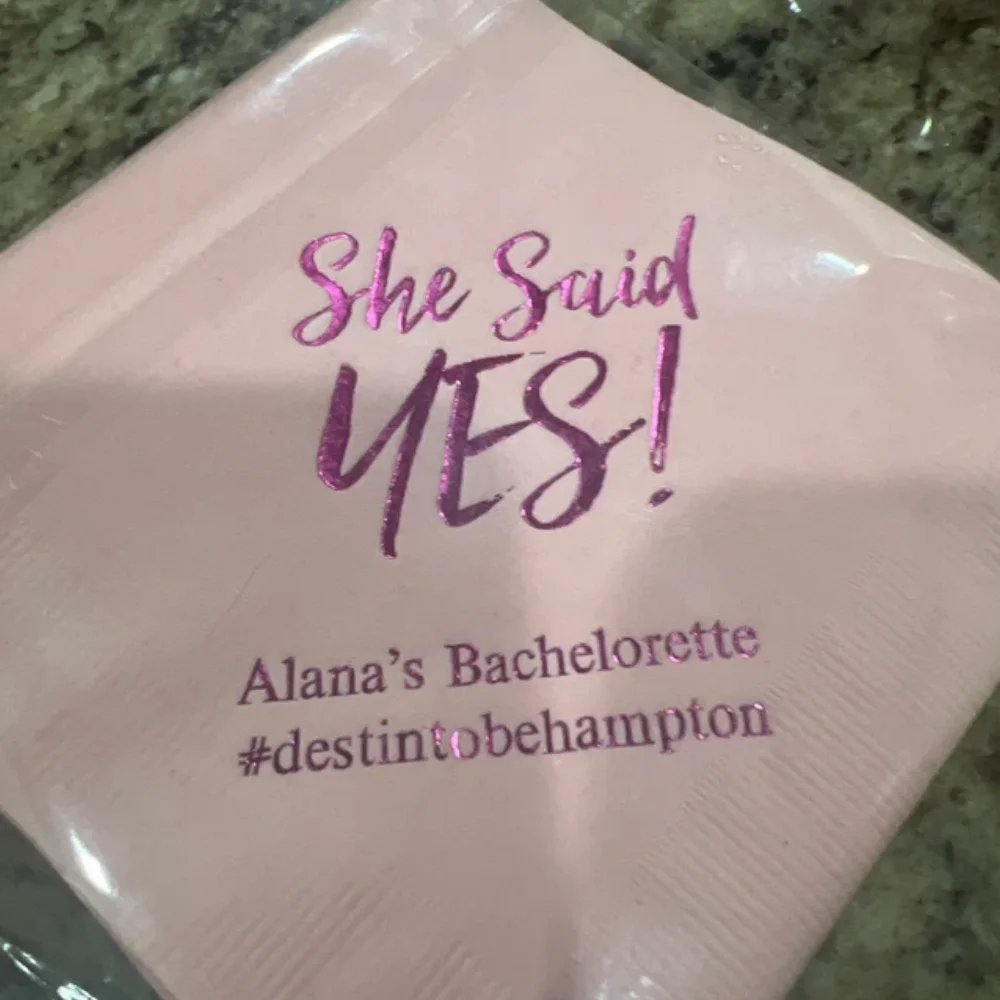 She Said
YES!
Alana’s Bachelorette
#destintobehampton